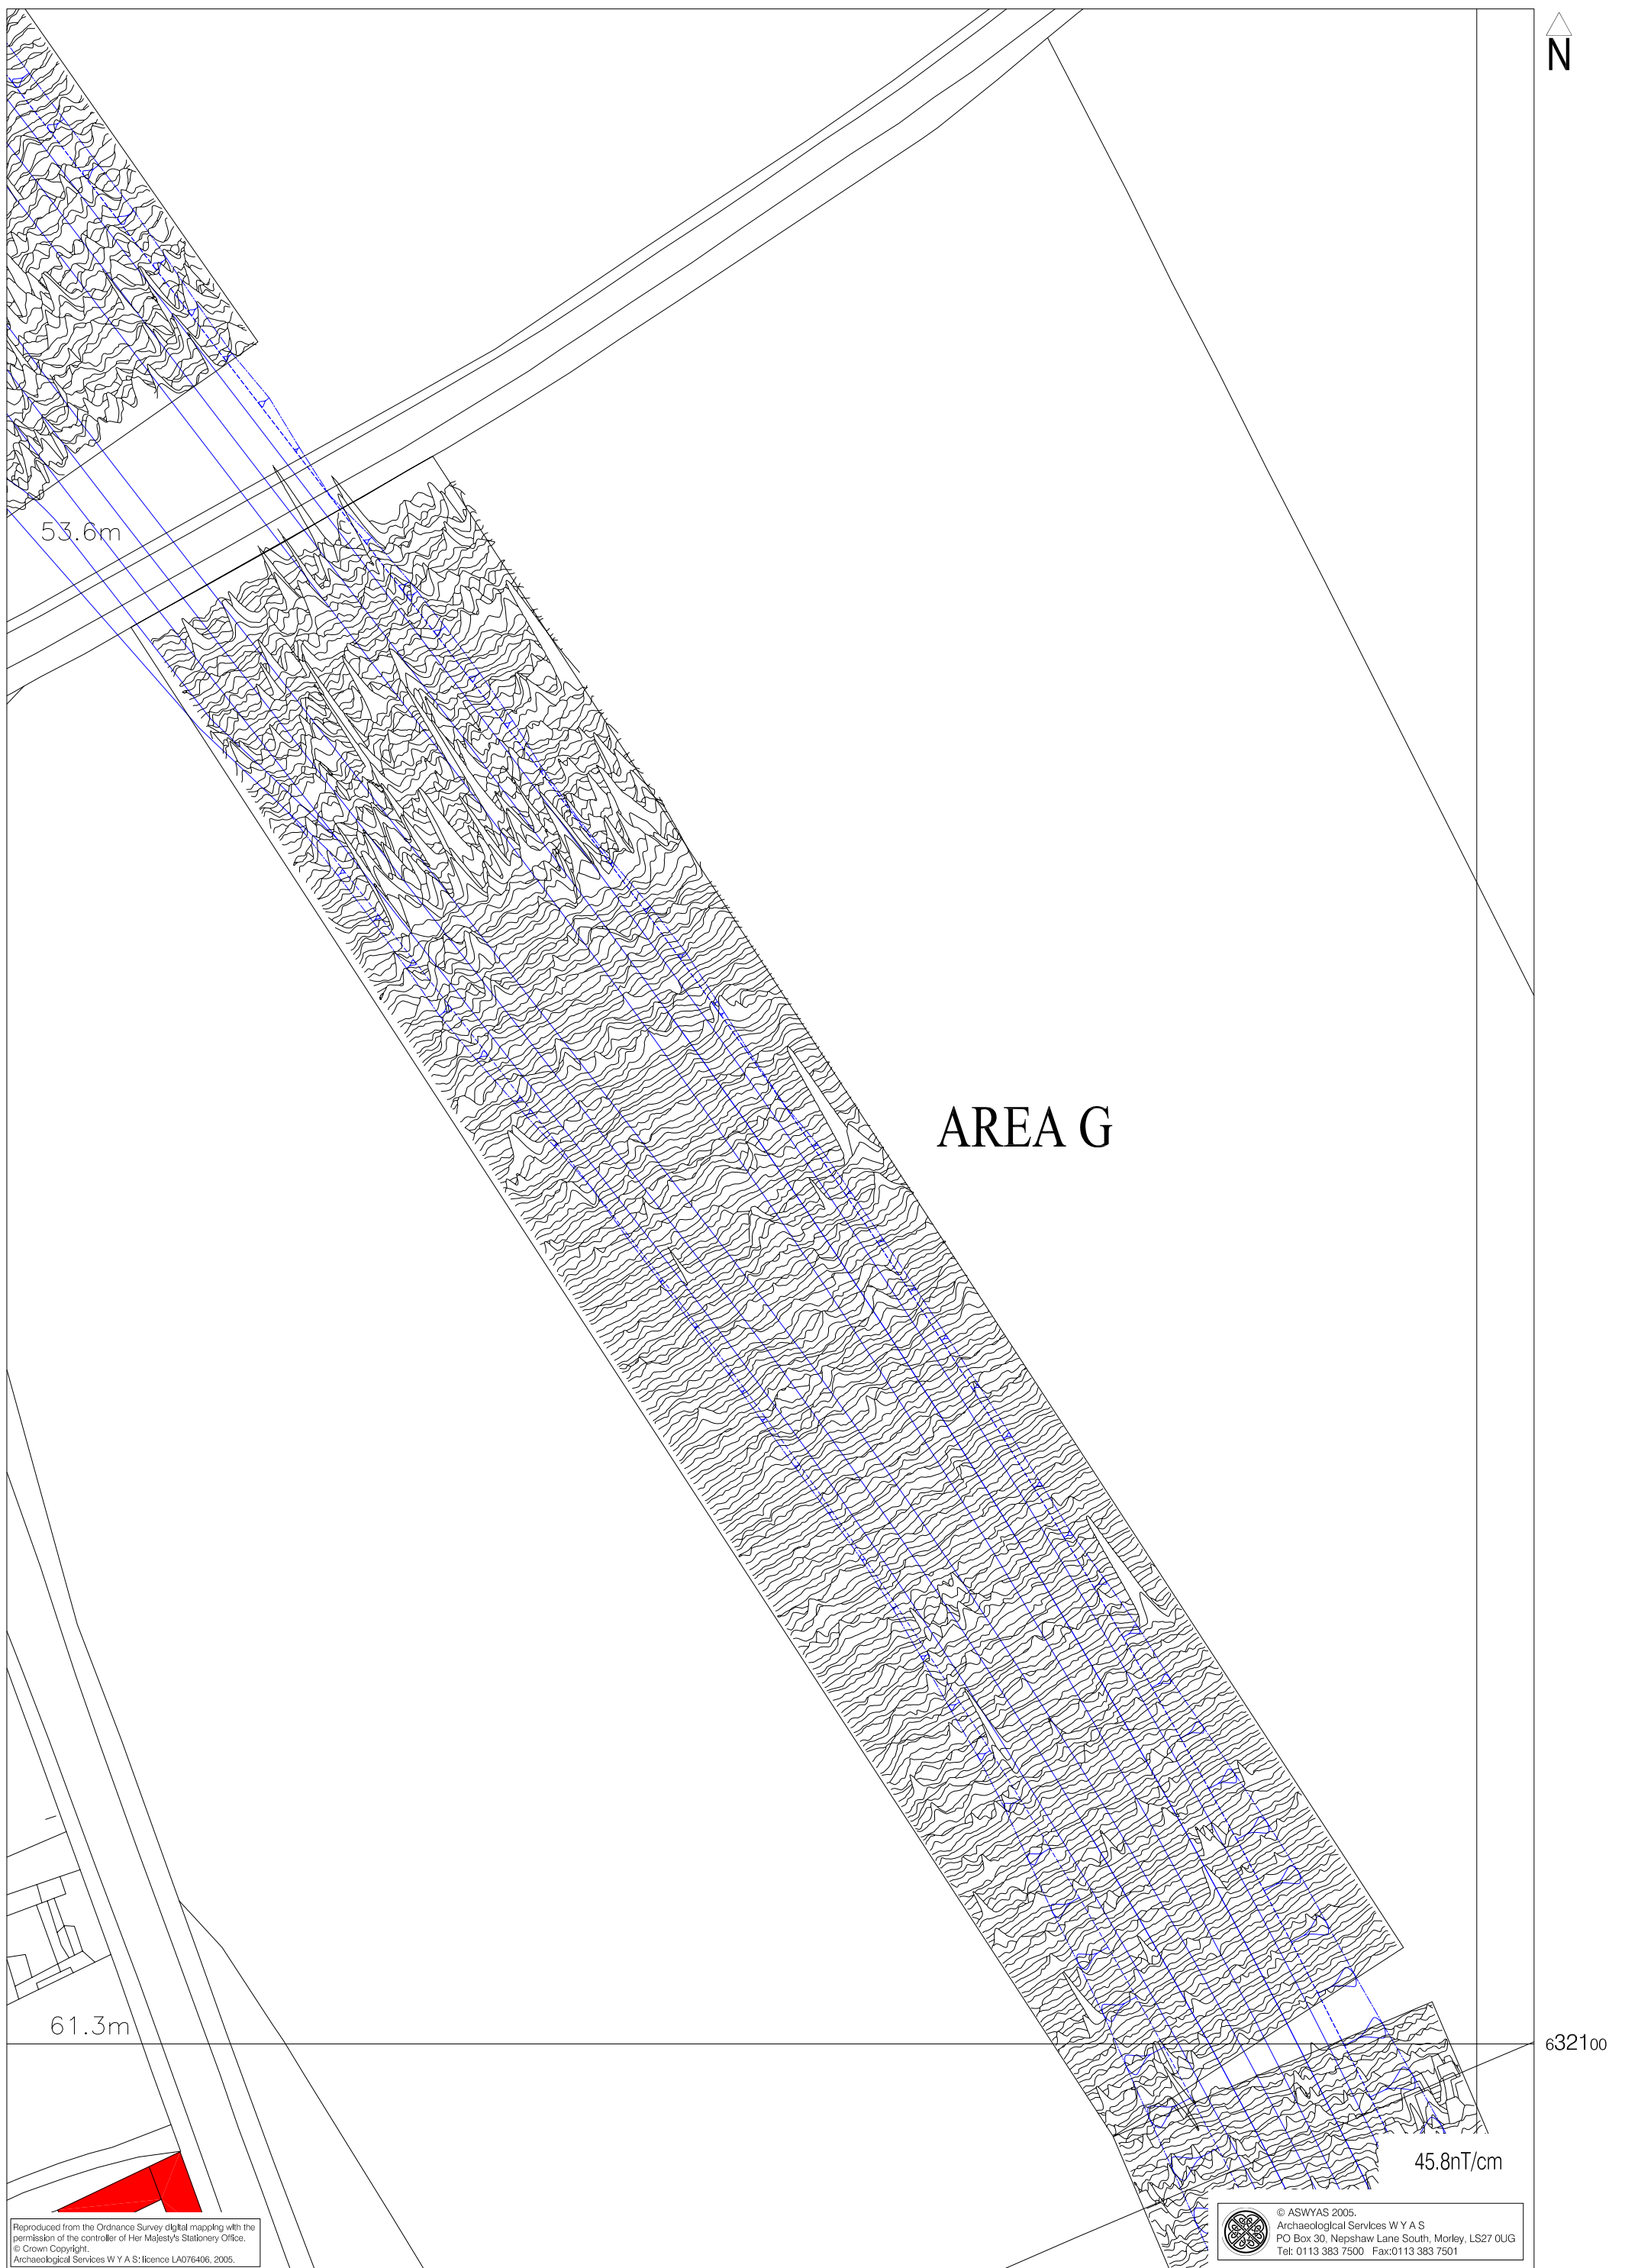 N
53.6m
AREA G
61.3m
632100
45.8nT/cm
Reproduced from the Ordnance Survey digital mapping with the
permission of the controller of Her Majesty's Stationery Office.
© Crown Copyright.
Archaeological Services W Y A S: licence LA076406, 2005.
© ASWYAS 2005.
Archaeological Services W Y A S
PO Box 30, Nepshaw Lane South, Morley, LS27 0UG
Tel: 0113 383 7500 Fax:0113 383 7501